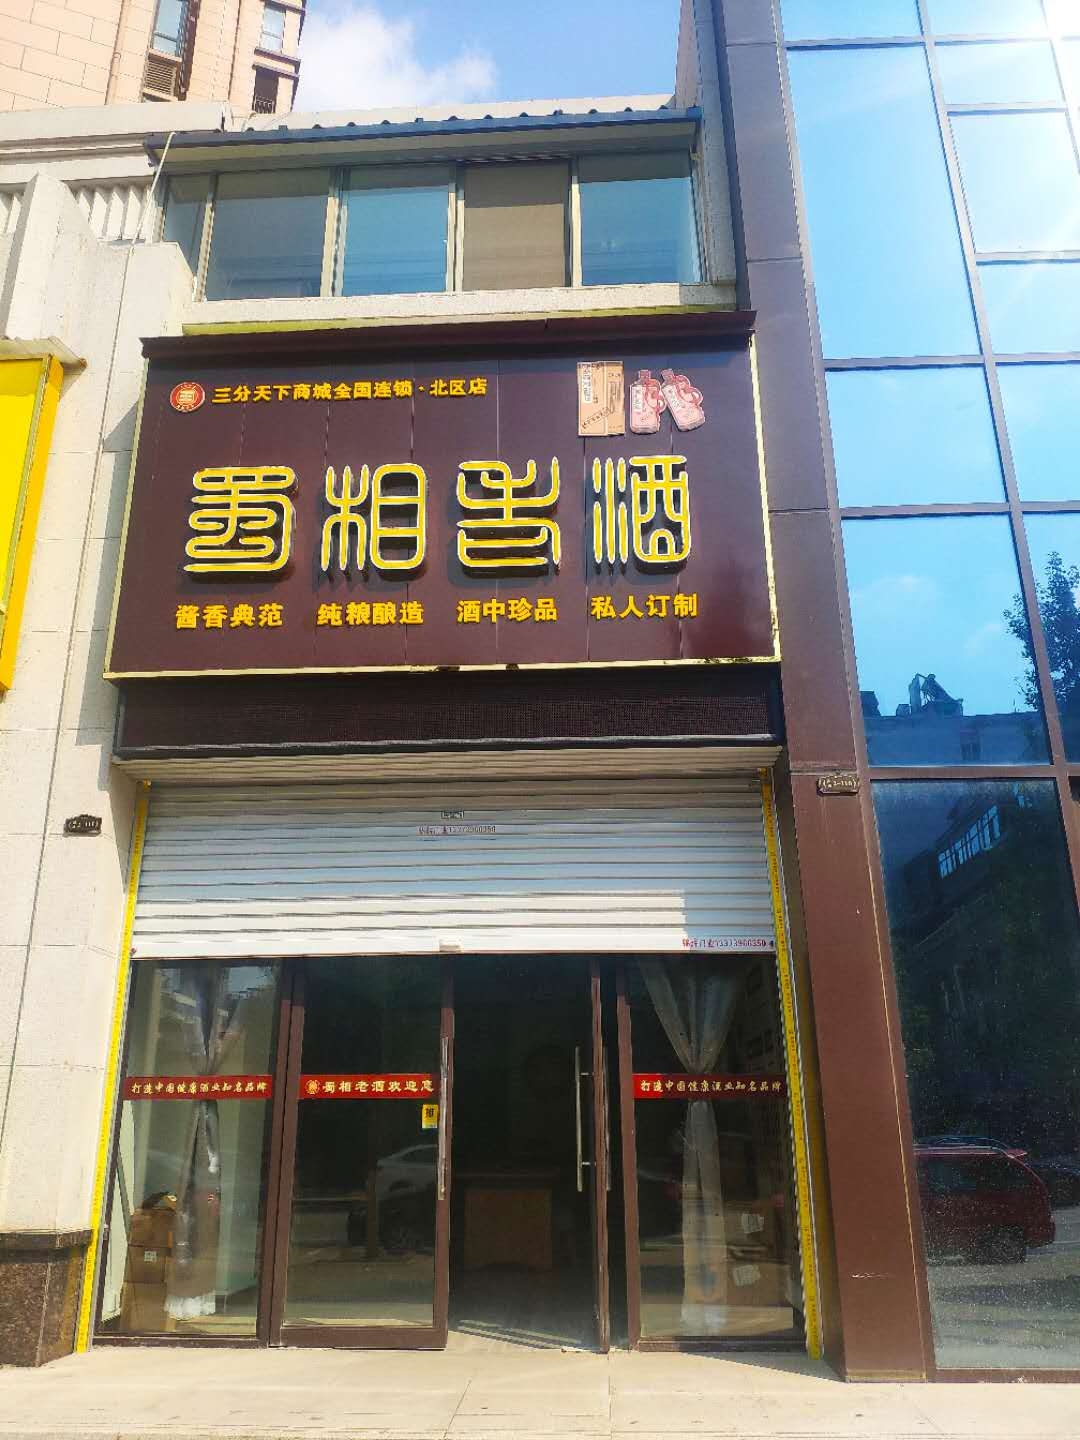 三分天下商城全国连锁·北区店
蜀相老酒
酱香典范 纯粮酿造 酒中珍品 私人订制
打造中国健康酒业知名品牌
蜀相老酒欢迎您
打造中国健康酒业知名品牌